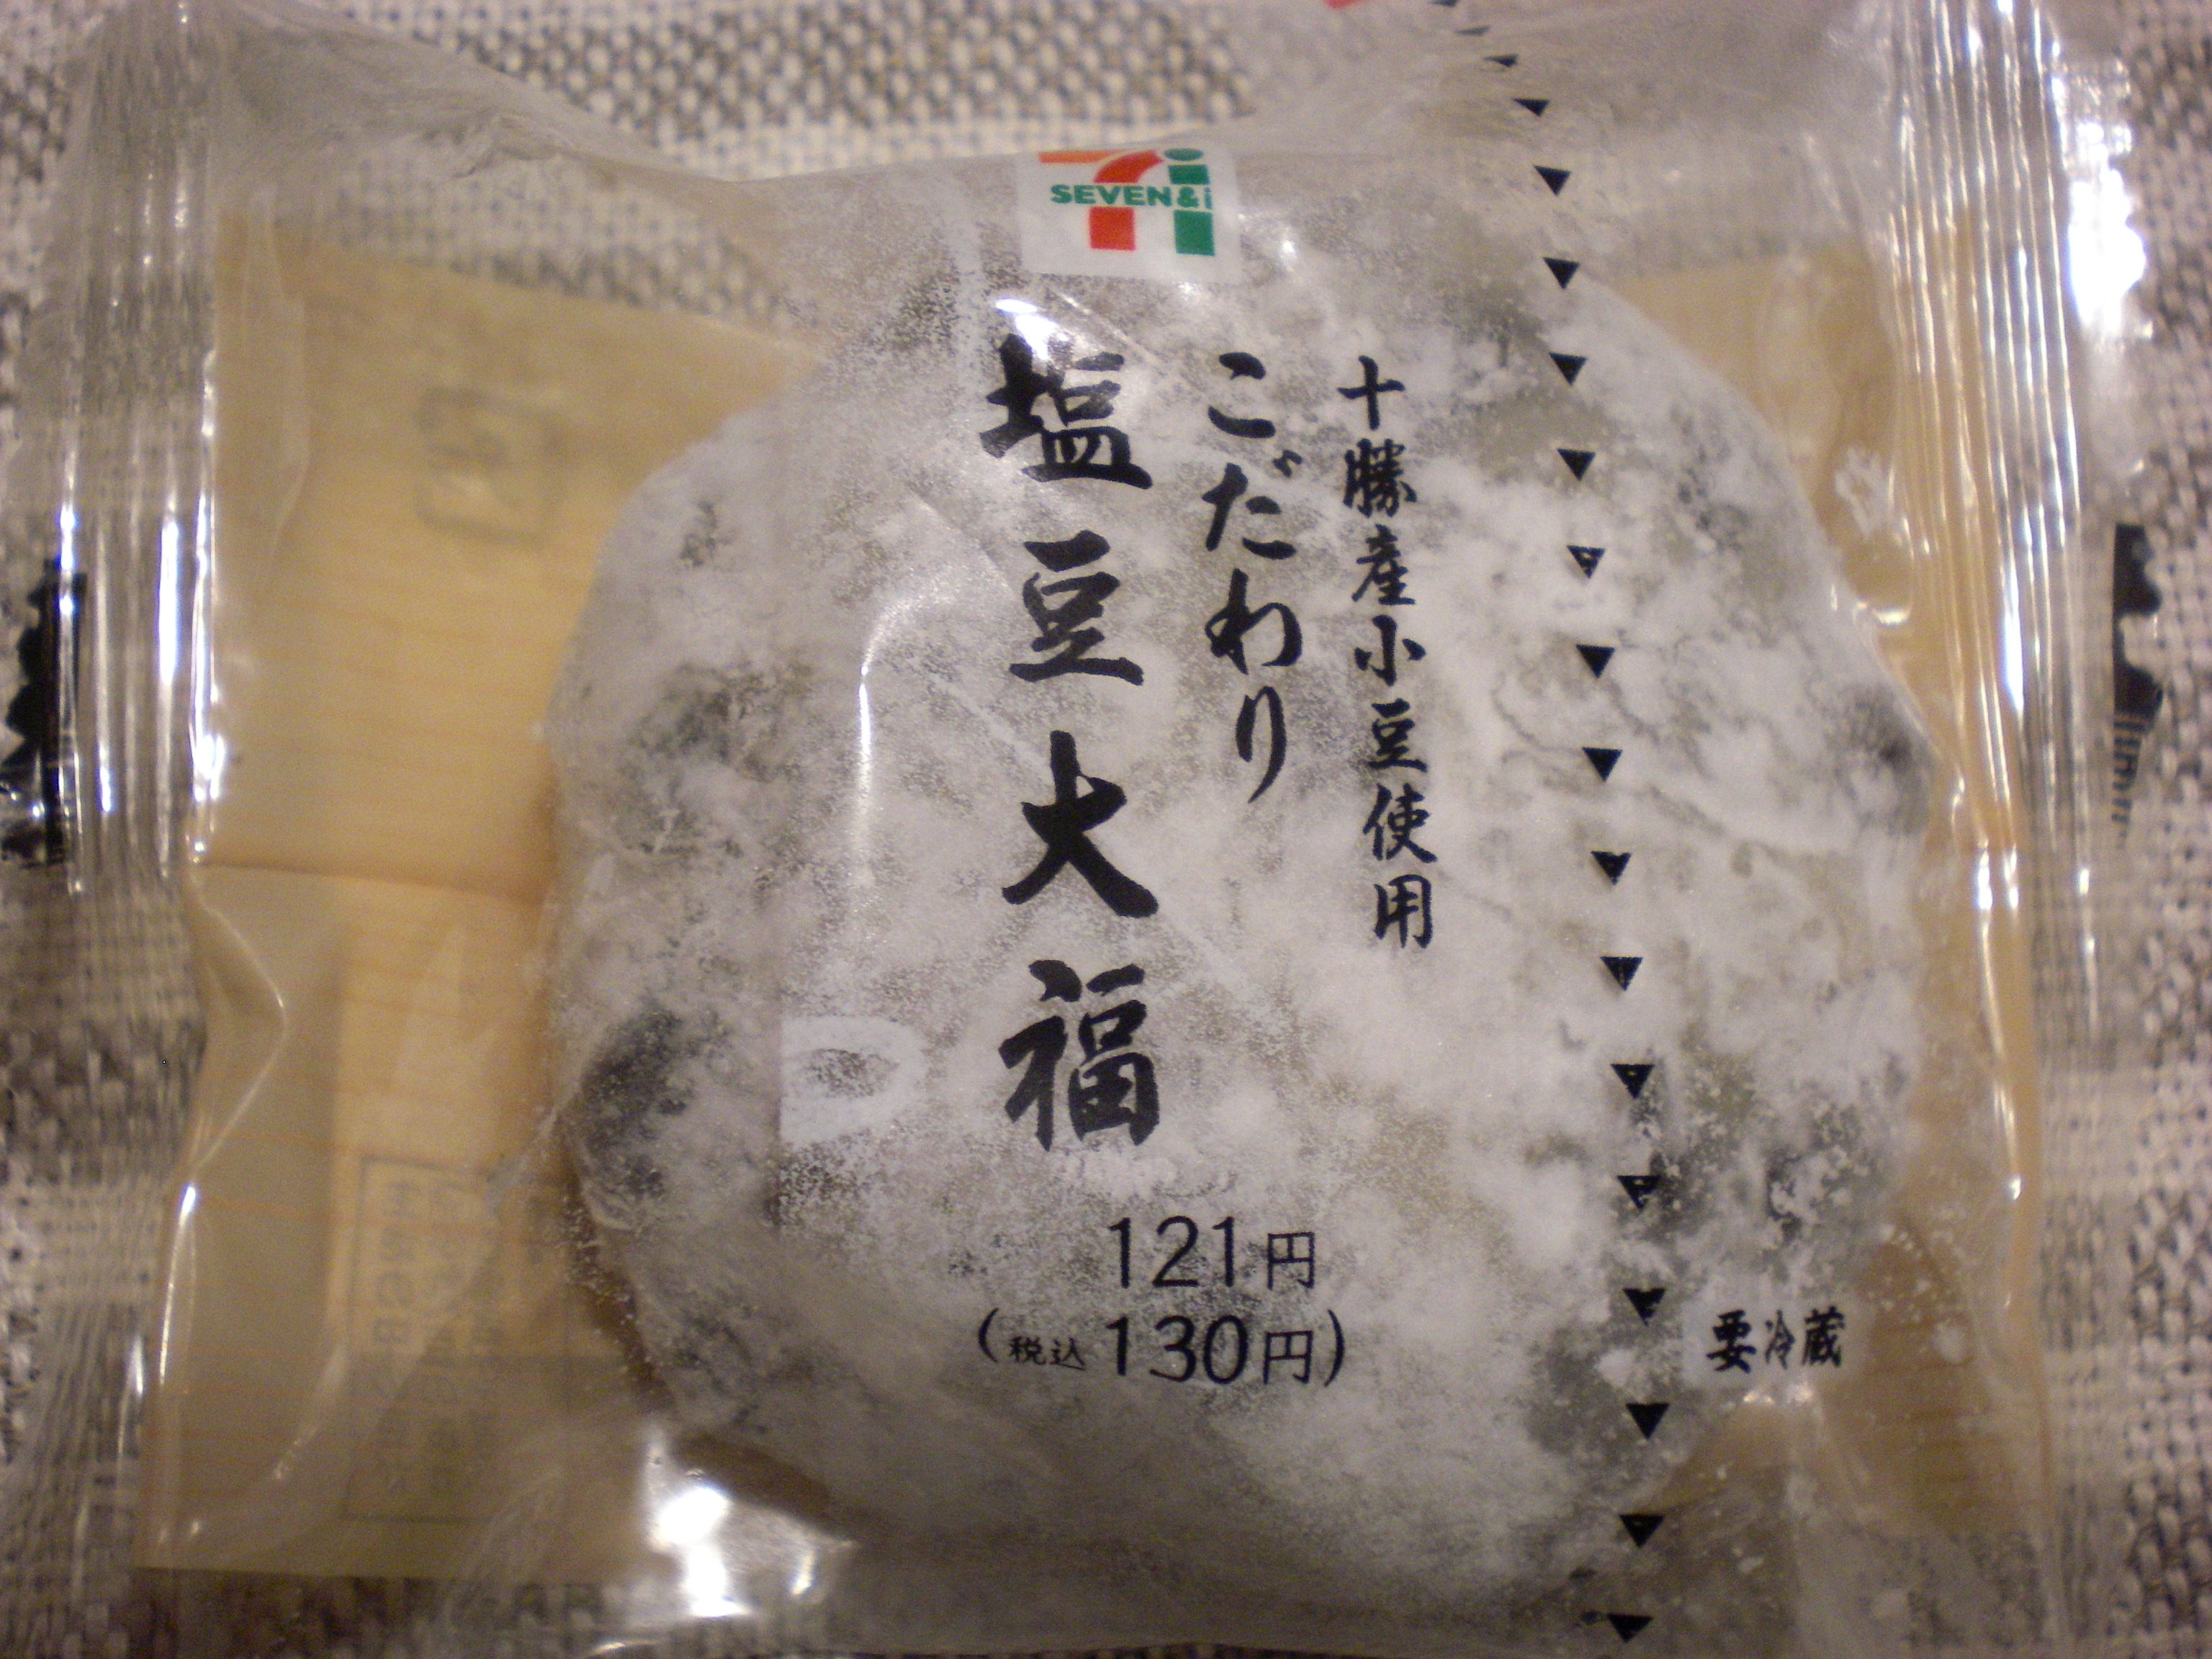 SEVEN&i
十勝産小豆使用
こだわり
塩豆大福
121円
(税込130円)
要冷蔵